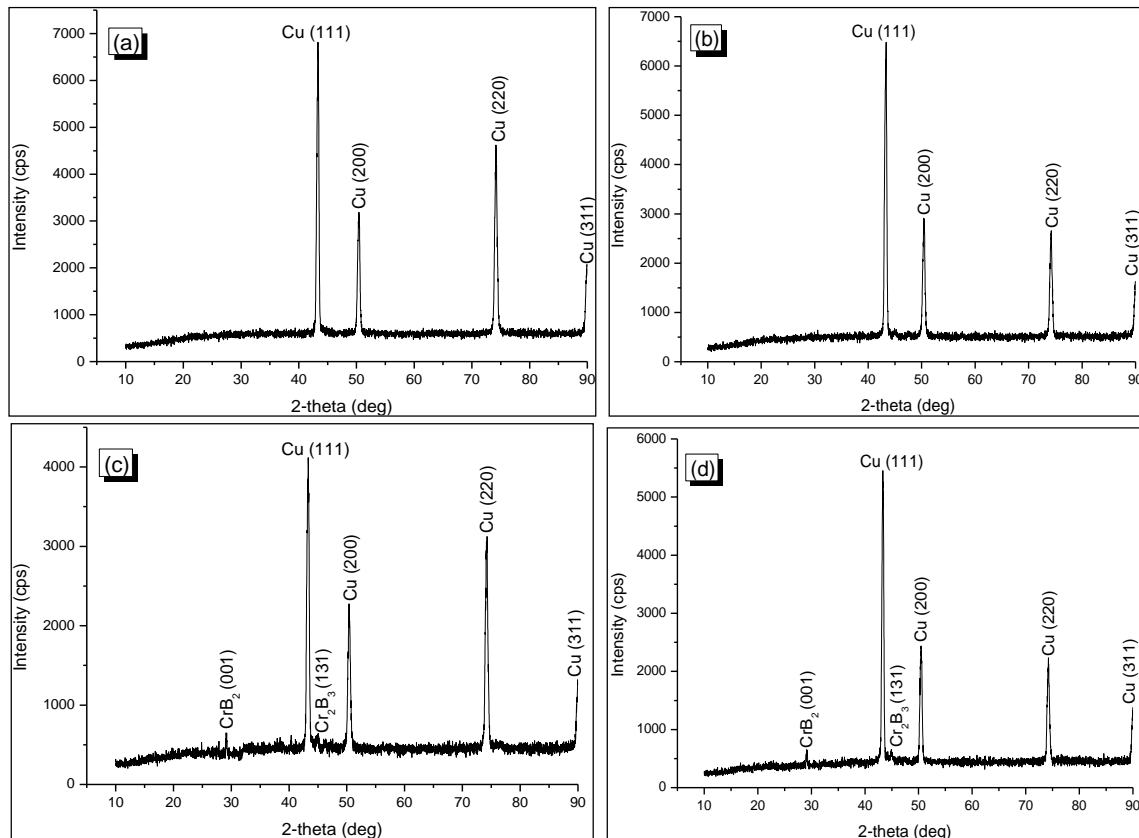 (a)
Cu (111)
Cu (200)
Cu (220)
Cu (311)
7000
6000
5000
4000
3000
2000
1000
0
Intensity (cps)
10 20 30 40 50 60 70 80 90
2-theta (deg)
(b)
Cu (111)
Cu (200)
Cu (220)
Cu (311)
7000
6000
5000
4000
3000
2000
1000
0
Intensity (cps)
10 20 30 40 50 60 70 80 90
2-theta (deg)
(c)
Cu (111)
CrB₂ (001)
Cr₂B₃ (131)
Cu (200)
Cu (220)
Cu (311)
4000
3000
2000
1000
0
Intensity (cps)
10 20 30 40 50 60 70 80 90
2-theta (deg)
(d)
Cu (111)
CrB₂ (001)
Cr₂B₃ (131)
Cu (200)
Cu (220)
Cu (311)
6000
5000
4000
3000
2000
1000
0
Intensity (cps)
10 20 30 40 50 60 70 80 90
2-theta (deg)